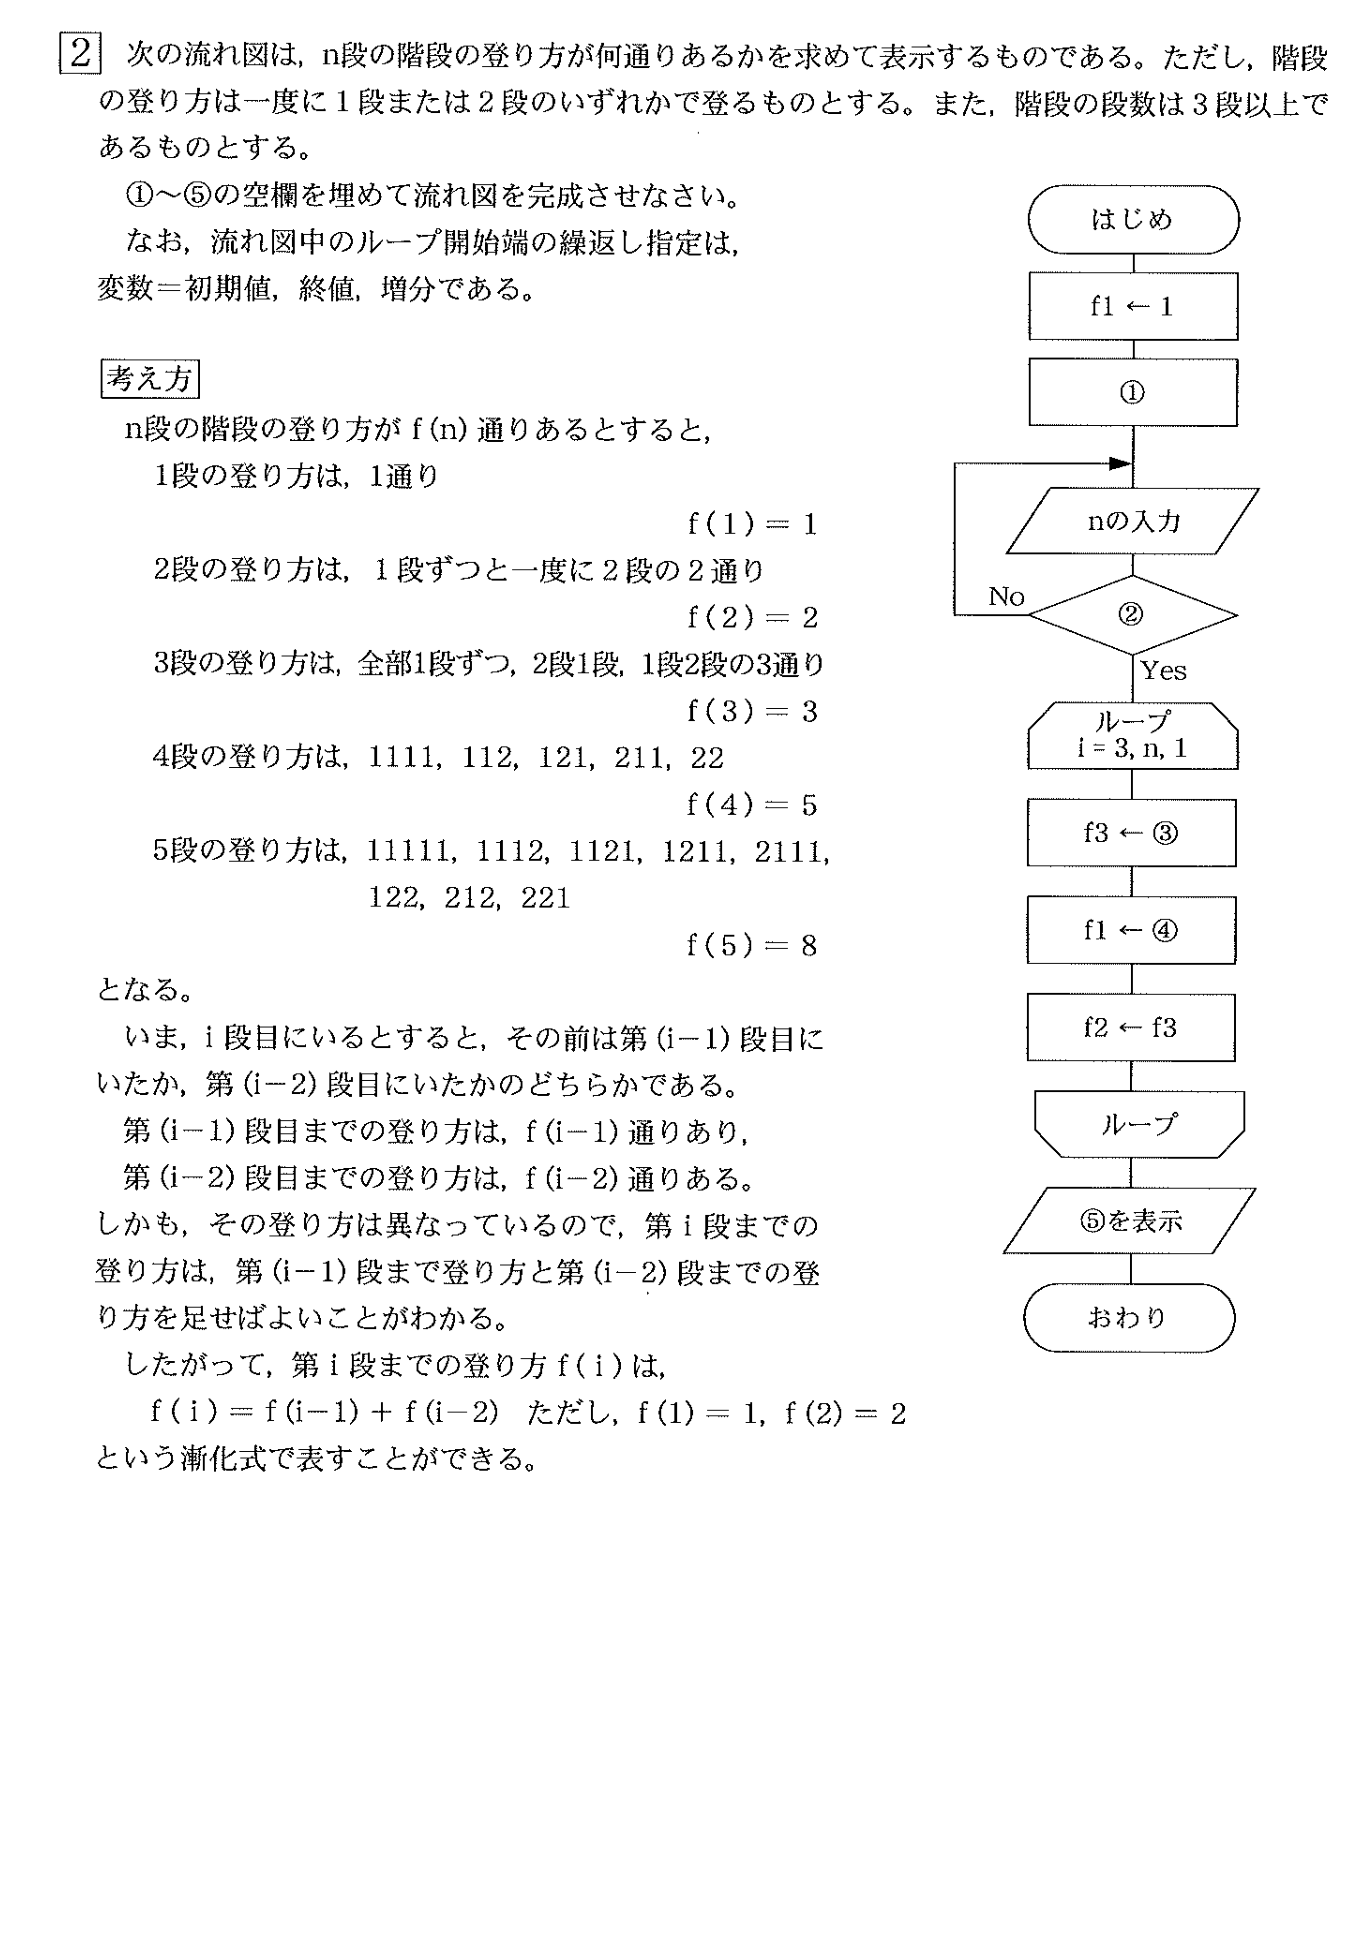 2 次の流れ図は，n段の階段の登り方が何通りあるかを求めて表示するものである。ただし，階段
の登り方は一度に１段または２段のいずれかで登るものとする。また，階段の段数は３段以上で
あるものとする。
①～⑤の空欄を埋めて流れ図を完成させなさい。
なお，流れ図中のループ開始端の繰返し指定は，
変数＝初期値，終値，増分である。
考え方
n段の階段の登り方が f(n) 通りあるとすると，
1段の登り方は，1通り
f(1) ＝ 1
2段の登り方は，１段ずつと一度に２段の２通り
f(2) ＝ 2
3段の登り方は，全部1段ずつ，2段1段，1段2段の3通り
f(3) ＝ 3
4段の登り方は，1111，112，121，211，22
f(4) ＝ 5
5段の登り方は，11111，1112，1121，1211，2111，
122，212，221
f(5) ＝ 8
となる。
いま，i 段目にいるとすると，その前は第 (i－1) 段目に
いたか，第 (i－2) 段目にいたかのどちらかである。
第 (i－1) 段目までの登り方は，f (i－1) 通りあり，
第 (i－2) 段目までの登り方は，f (i－2) 通りある。
しかも，その登り方は異なっているので，第 i 段までの
登り方は，第 (i－1) 段まで登り方と第 (i－2) 段までの登
り方を足せばよいことがわかる。
したがって，第 i 段までの登り方 f( i ) は，
f ( i ) ＝ f (i－1) ＋ f (i－2)　ただし，f (1) ＝ 1，f (2) ＝ 2
という漸化式で表すことができる。
はじめ
f1 ← 1
①
nの入力
②
No
Yes
ループ
i = 3, n, 1
f3 ← ③
f1 ← ④
f2 ← f3
ループ
⑤を表示
おわり